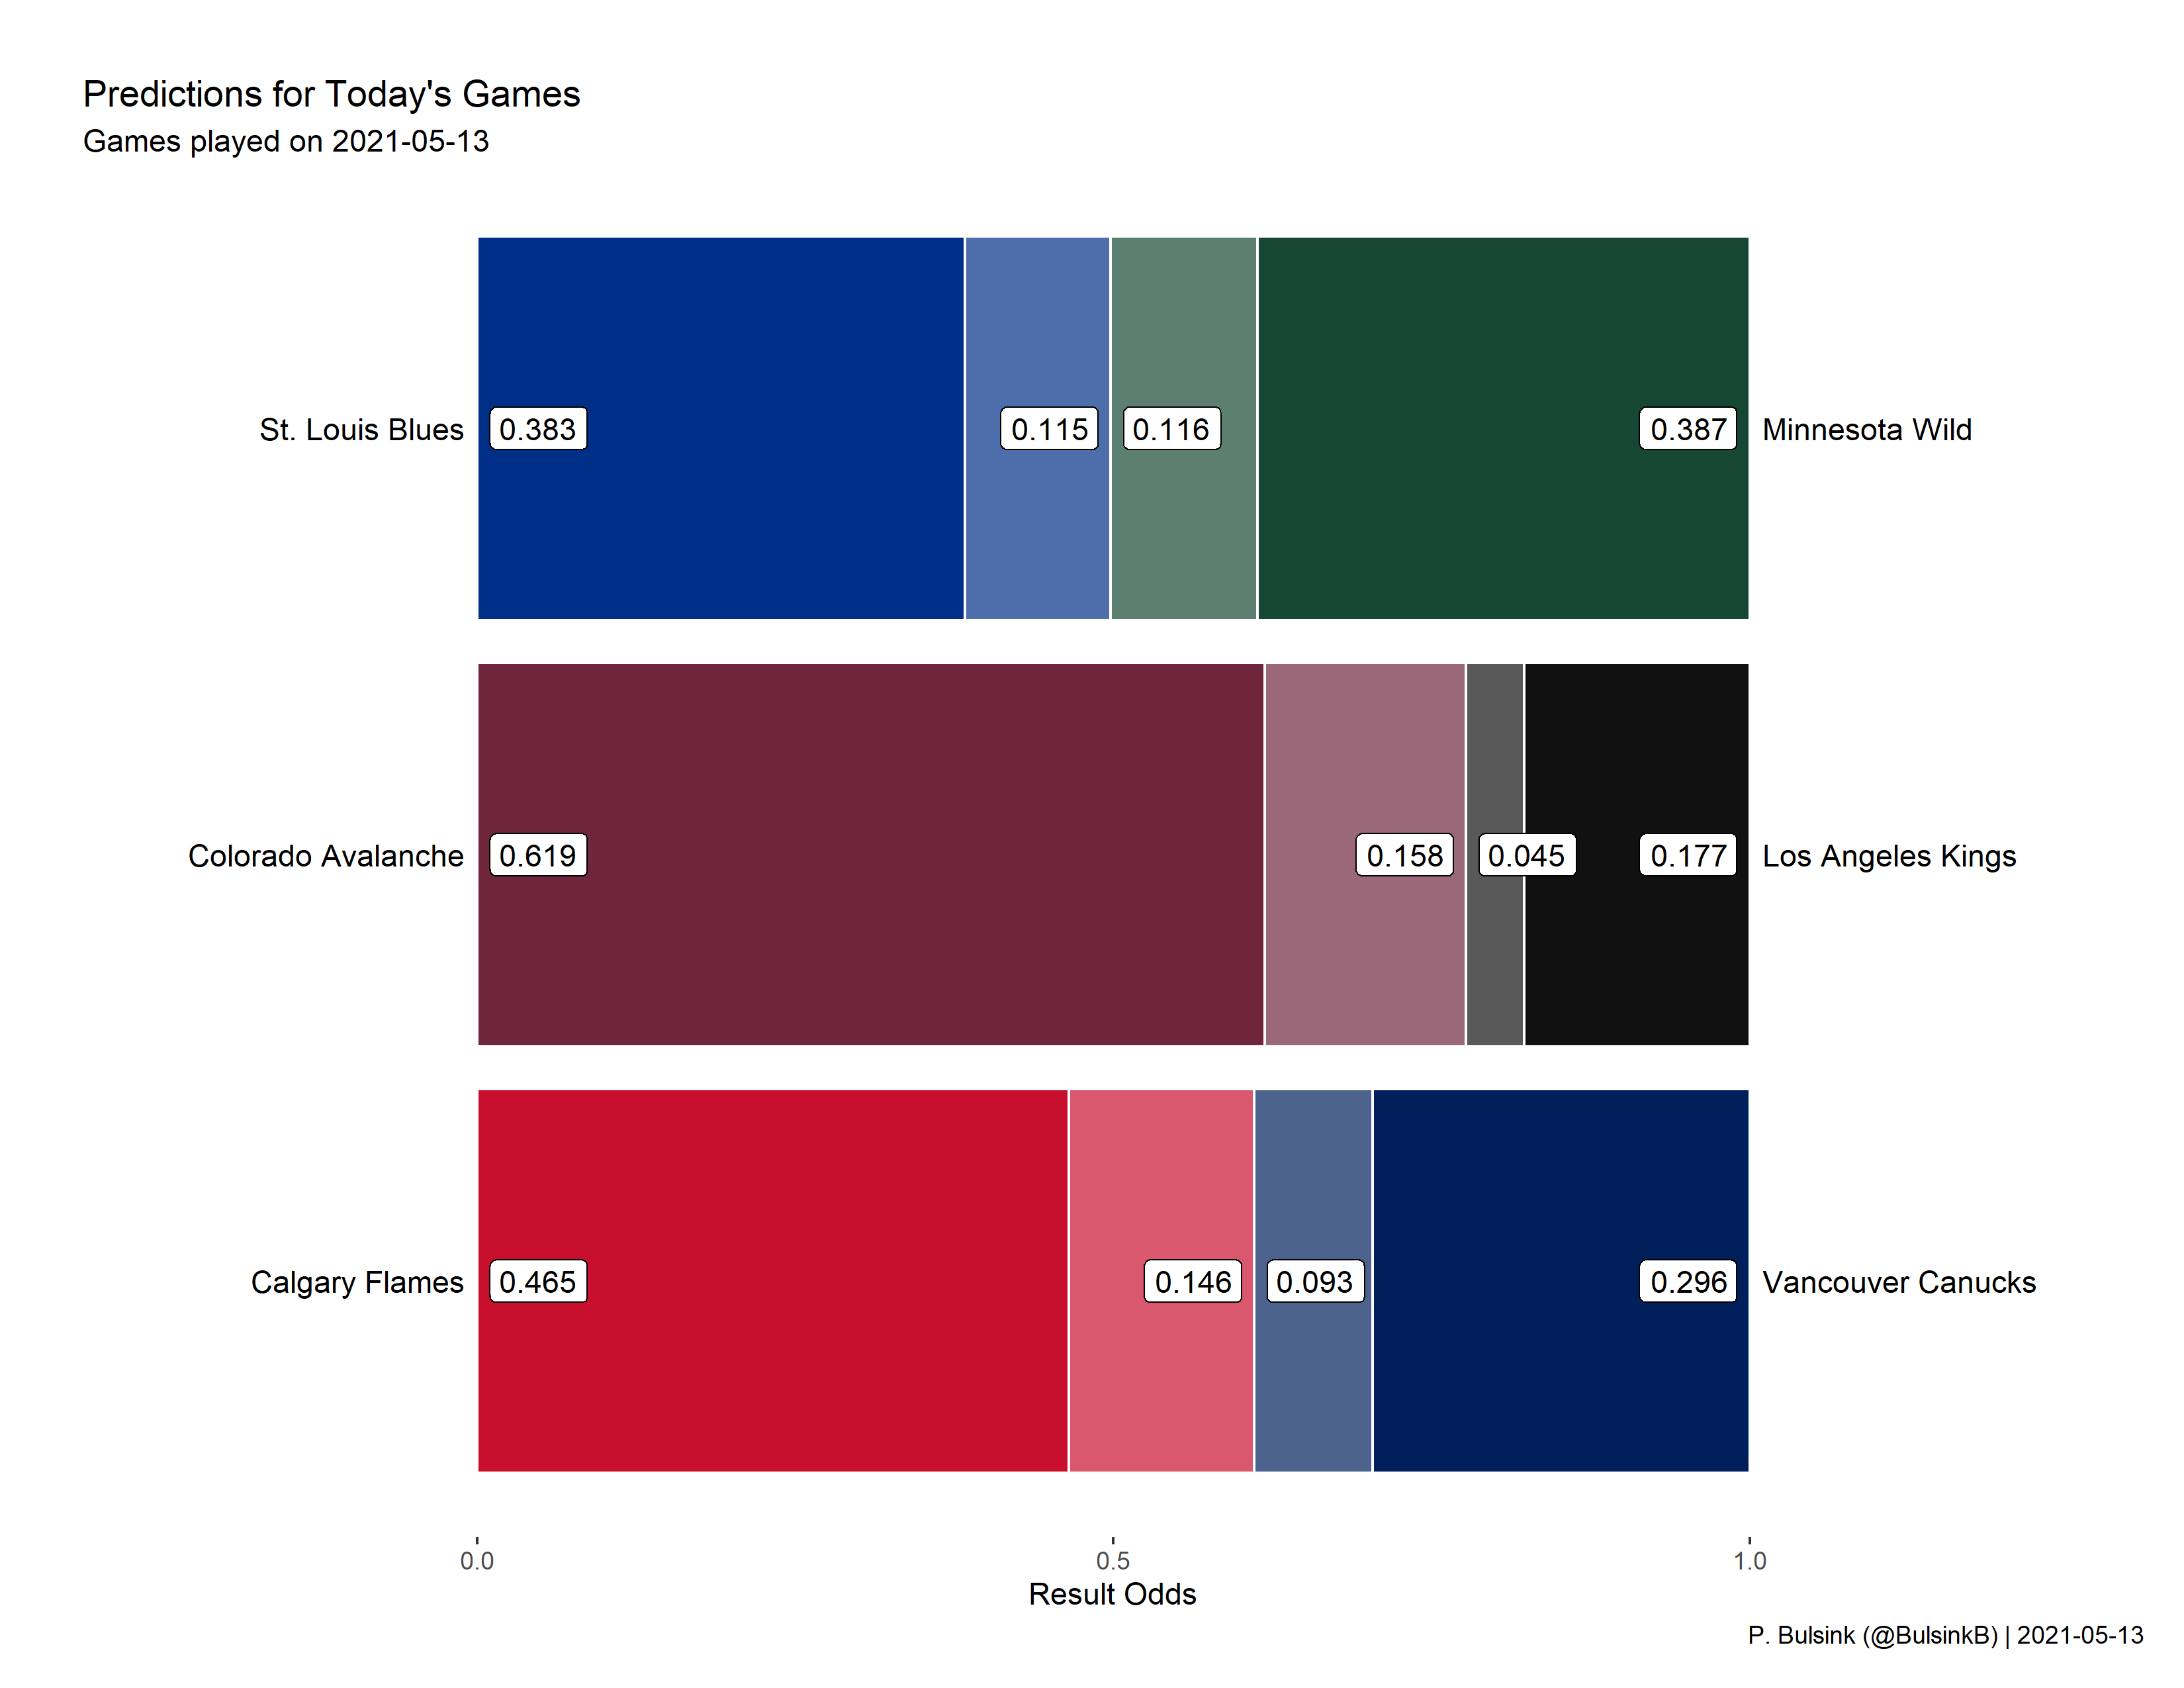 Predictions for Today's Games
Games played on 2021-05-13
St. Louis Blues 0.383 0.115 0.116 0.387 Minnesota Wild
Colorado Avalanche 0.619 0.158 0.045 0.177 Los Angeles Kings
Calgary Flames 0.465 0.146 0.093 0.296 Vancouver Canucks
0.0 0.5 1.0
Result Odds
P. Bulsink (@BulsinkB) | 2021-05-13